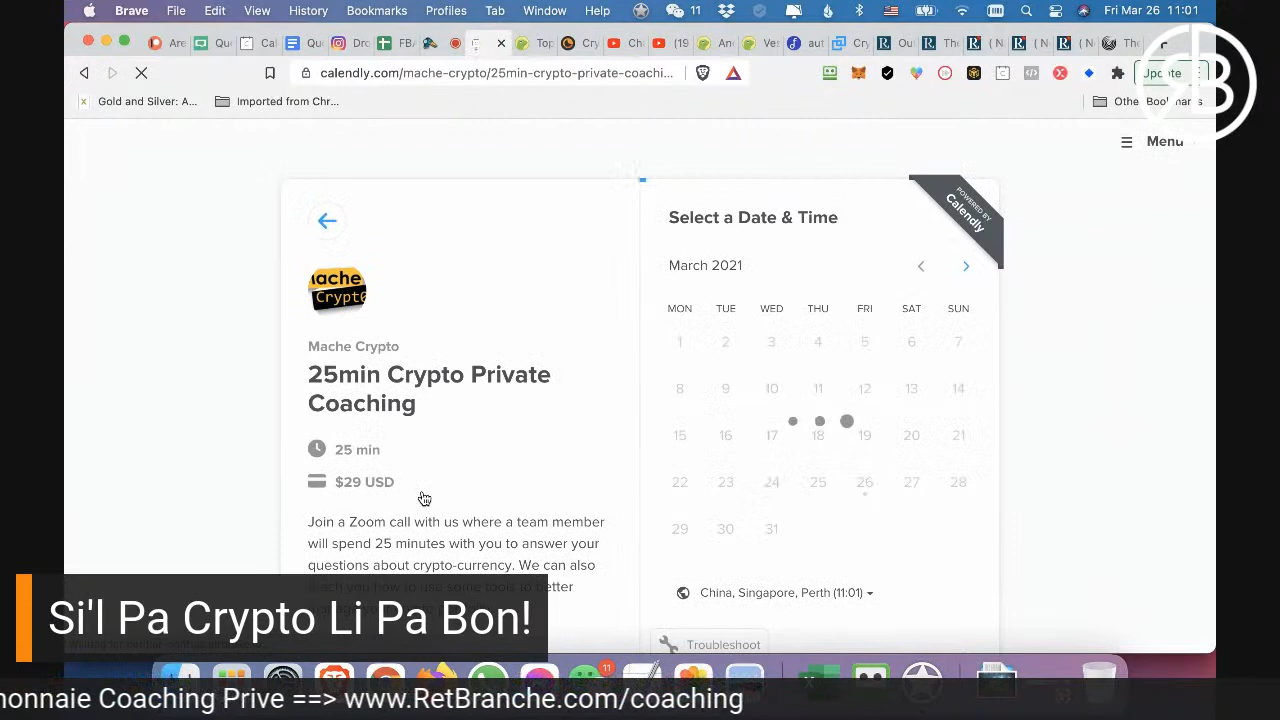 Brave File Edit View History Bookmarks Profiles Tab Window Help 11 Fri Mar 26 11:01
calendly.com/mache-crypto/25min-crypto-private-coachi...
Update
Gold and Silver: A...
Imported from Chr...
Menu
Select a Date & Time
POWERED BY
Calendly
March 2021
MON TUE WED THU FRI SAT SUN
1 2 3 4 5 6 7
8 9 10 11 12 13 14
15 16 17 18 19 20 21
22 23 24 25 26 27 28
29 30 31
Mache Crypto
25min Crypto Private
Coaching
25 min
$29 USD
Join a Zoom call with us where a team member
will spend 25 minutes with you to answer your
questions about crypto-currency. We can also
China, Singapore, Perth (11:01)
Troubleshoot
Si'l Pa Crypto Li Pa Bon!
11
nonnaie Coaching Prive ==> www.RetBranche.com/coaching